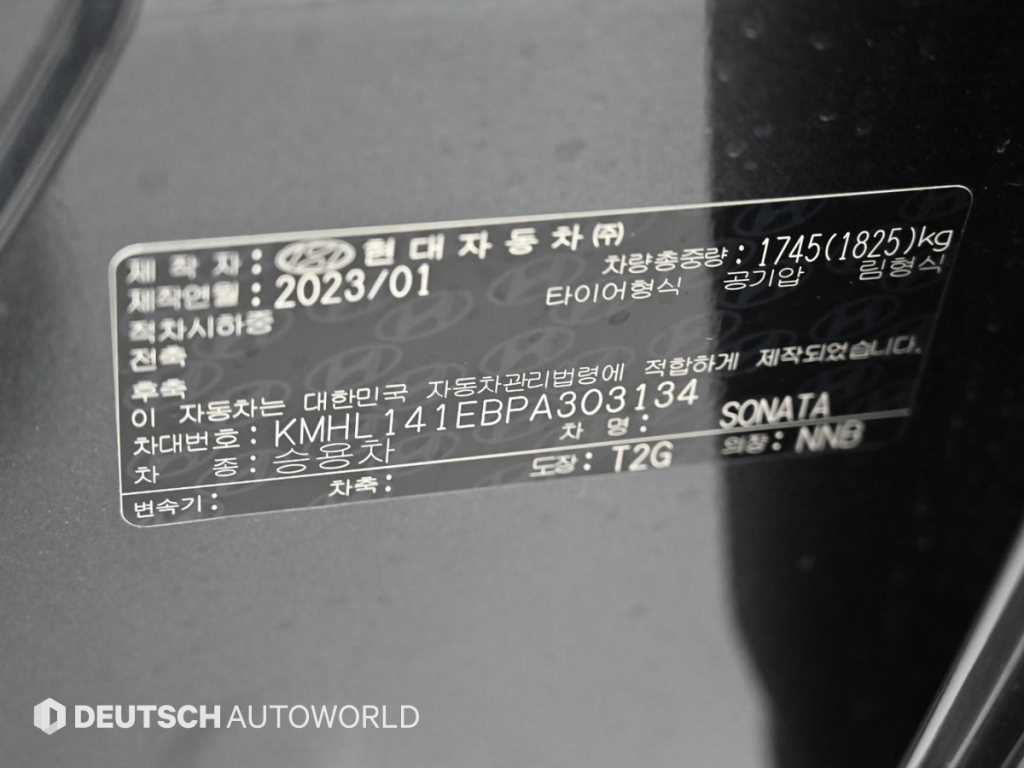 제 작 자 : 현대자동차㈜
제작연월 : 2023/01 차량총중량 : 1745(1825)kg
적차시하중 타이어형식 공기압 림형식
전축
후축
이 자동차는 대한민국 자동차관리법령에 적합하게 제작되었습니다.
차대번호 : KMHL141EBPA303134
차 종 : 승용차 차 명 : SONATA
변속기 : 차축 : 도장 : T2G 외장 : NNB
DEUTSCH AUTOWORLD